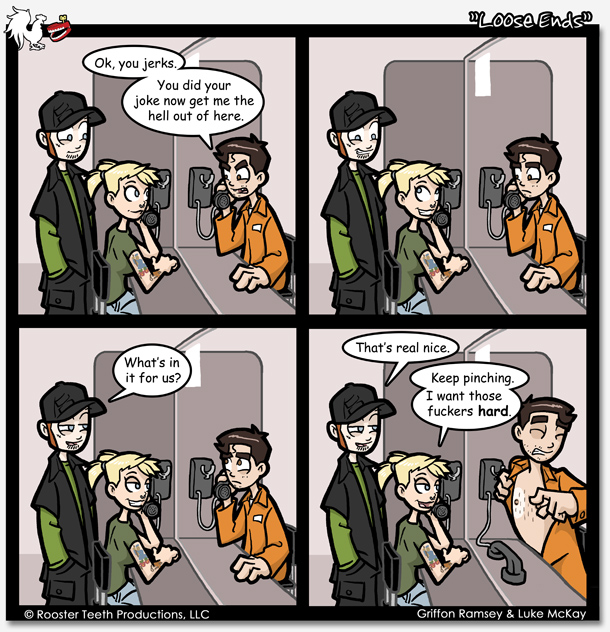 "Loose Ends"
Ok, you jerks.
You did your
joke now get me the
hell out of here.
What's in
it for us?
That's real nice.
Keep pinching.
I want those
fuckers hard.
© Rooster Teeth Productions, LLC
Griffon Ramsey & Luke McKay